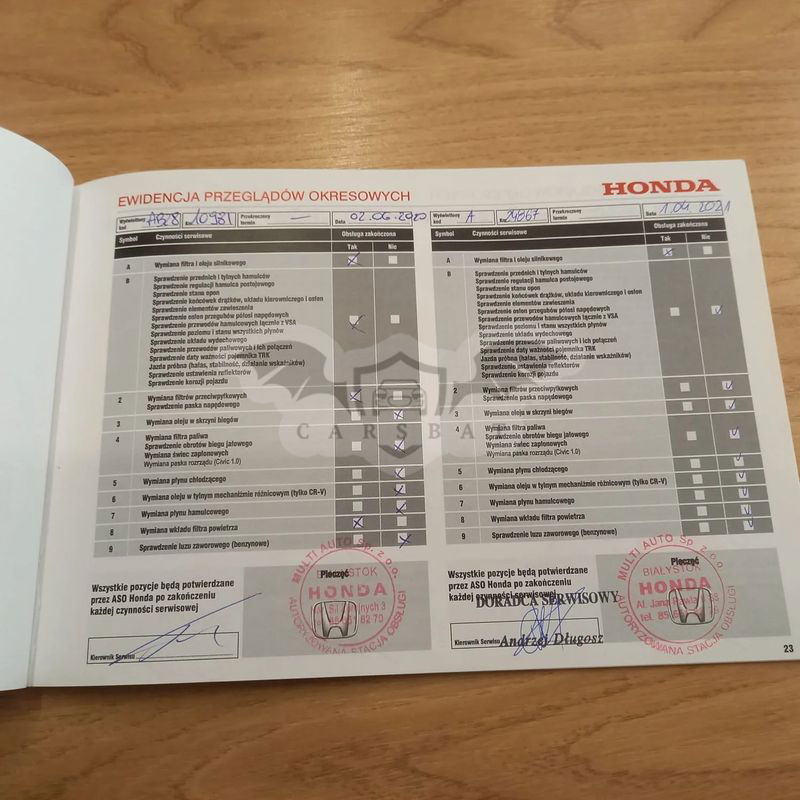 EWIDENCJA PRZEGLĄDÓW OKRESOWYCH
HONDA
Wyświetlony kod AB28 Km 10981 Przekroczony termin — Data 02.06.2020
Symbol Czynności serwisowe Obsługa zakończona
Tak Nie
A Wymiana filtra i oleju silnikowego
B Sprawdzenie przednich i tylnych hamulców
Sprawdzenie regulacji hamulca postojowego
Sprawdzenie stanu opon
Sprawdzenie końcówek drążków, układu kierowniczego i osłon
Sprawdzenie elementów zawieszenia
Sprawdzenie osłon przegubów półosi napędowych
Sprawdzenie przewodów hamulcowych łącznie z VSA
Sprawdzenie poziomu i stanu wszystkich płynów
Sprawdzenie układu wydechowego
Sprawdzenie przewodów paliwowych i ich połączeń
Sprawdzenie daty ważności pojemnika TRK
Jazda próbna (hałas, stabilność, działanie wskaźników)
Sprawdzenie ustawienia reflektorów
Sprawdzenie korozji pojazdu
2 Wymiana filtrów przeciwpyłkowych
Sprawdzenie paska napędowego
3 Wymiana oleju w skrzyni biegów
4 Wymiana filtra paliwa
Sprawdzenie obrotów biegu jałowego
Wymiana świec zapłonowych
Wymiana paska rozrządu (Civic 1.0)
5 Wymiana płynu chłodzącego
6 Wymiana oleju w tylnym mechaniźmie różnicowym (tylko CR-V)
7 Wymiana płynu hamulcowego
8 Wymiana wkładu filtra powietrza
9 Sprawdzenie luzu zaworowego (benzynowe)
Wszystkie pozycje będą potwierdzane
przez ASO Honda po zakończeniu
każdej czynności serwisowej
Kierownik Serwisu
Pieczęć
MULTI AUTO Sp. z o.o.
HONDA
AUTORYZOWANA STACJA OBSŁUGI
Wyświetlony kod A Km 24867 Przekroczony termin Data 1.04.2021
Symbol Czynności serwisowe Obsługa zakończona
Tak Nie
A Wymiana filtra i oleju silnikowego
B Sprawdzenie przednich i tylnych hamulców
Sprawdzenie regulacji hamulca postojowego
Sprawdzenie stanu opon
Sprawdzenie końcówek drążków, układu kierowniczego i osłon
Sprawdzenie elementów zawieszenia
Sprawdzenie osłon przegubów półosi napędowych
Sprawdzenie przewodów hamulcowych łącznie z VSA
Sprawdzenie poziomu i stanu wszystkich płynów
Sprawdzenie układu wydechowego
Sprawdzenie przewodów paliwowych i ich połączeń
Sprawdzenie daty ważności pojemnika TRK
Jazda próbna (hałas, stabilność, działanie wskaźników)
Sprawdzenie ustawienia reflektorów
Sprawdzenie korozji pojazdu
2 Wymiana filtrów przeciwpyłkowych
Sprawdzenie paska napędowego
3 Wymiana oleju w skrzyni biegów
4 Wymiana filtra paliwa
Sprawdzenie obrotów biegu jałowego
Wymiana świec zapłonowych
Wymiana paska rozrządu (Civic 1.0)
5 Wymiana płynu chłodzącego
6 Wymiana oleju w tylnym mechaniźmie różnicowym (tylko CR-V)
7 Wymiana płynu hamulcowego
8 Wymiana wkładu filtra powietrza
9 Sprawdzenie luzu zaworowego (benzynowe)
Wszystkie pozycje będą potwierdzane
przez ASO Honda po zakończeniu
każdej czynności serwisowej
DORADCA SERWISOWY
Andrzej Długosz
Kierownik Serwisu
Pieczęć
MULTI AUTO Sp. z o.o.
BIAŁYSTOK
HONDA
AUTORYZOWANA STACJA OBSŁUGI
23
CARSBA